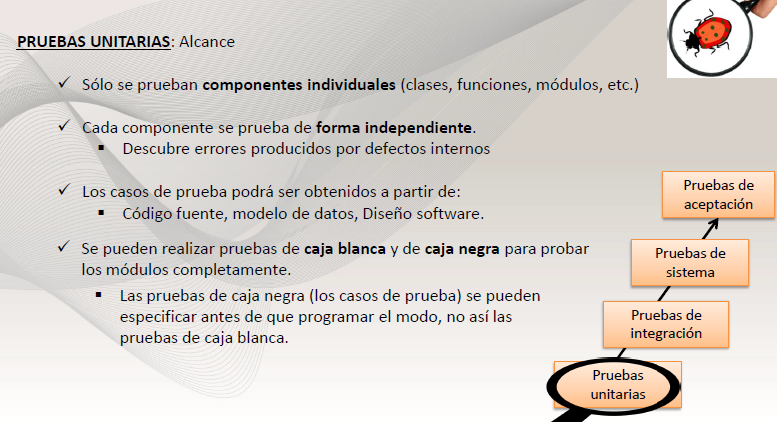 PRUEBAS UNITARIAS: Alcance
✓ Sólo se prueban componentes individuales (clases, funciones, módulos, etc.)
✓ Cada componente se prueba de forma independiente.
▪ Descubre errores producidos por defectos internos
✓ Los casos de prueba podrá ser obtenidos a partir de:
▪ Código fuente, modelo de datos, Diseño software.
✓ Se pueden realizar pruebas de caja blanca y de caja negra para probar
los módulos completamente.
▪ Las pruebas de caja negra (los casos de prueba) se pueden
especificar antes de que programar el modo, no así las
pruebas de caja blanca.
Pruebas de
aceptación
Pruebas de
sistema
Pruebas de
integración
Pruebas
unitarias